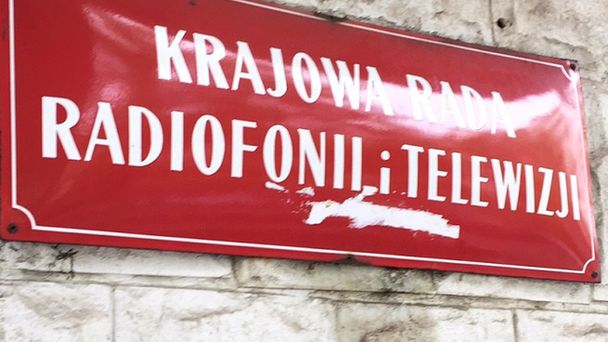 KRAJOWA RADA
RADIOFONII i TELEWIZJI